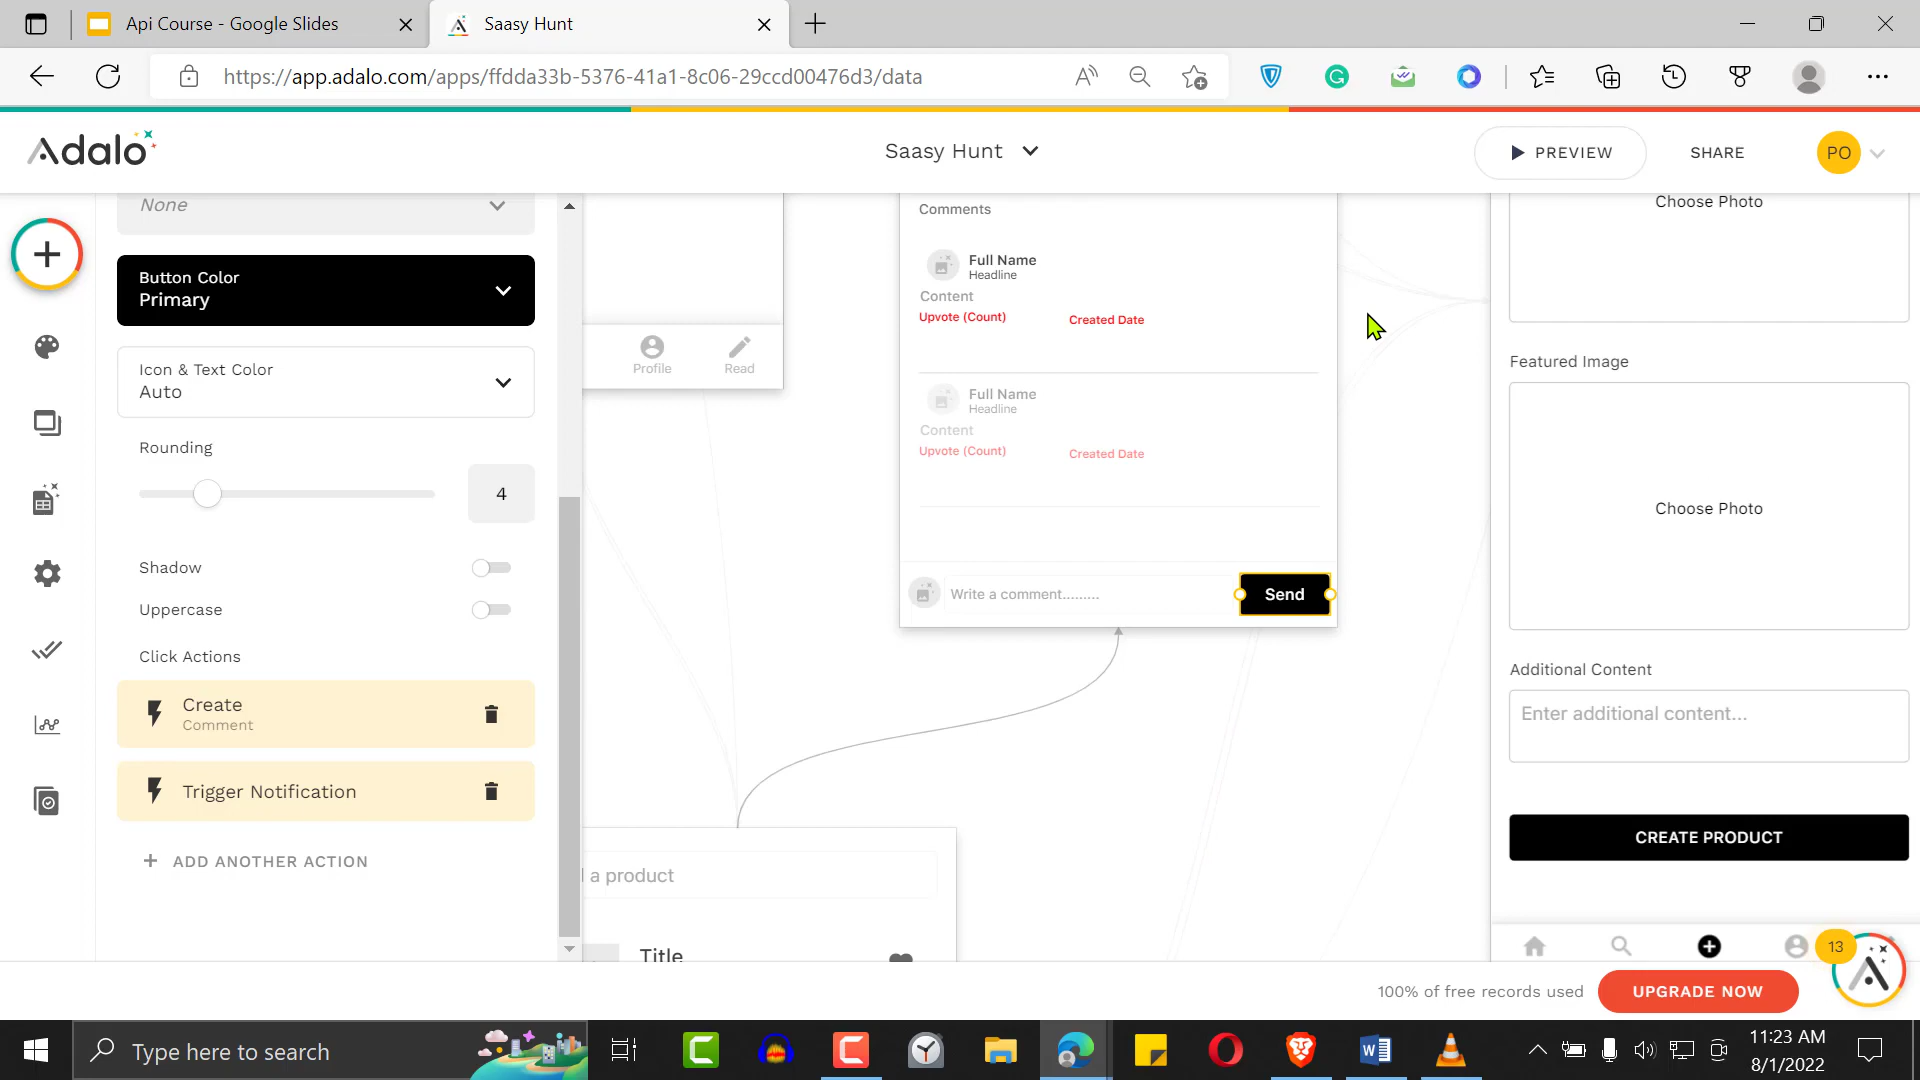 Api Course - Google Slides
Saasy Hunt
https://app.adalo.com/apps/ffdda33b-5376-41a1-8c06-29ccd00476d3/data
Adalo
Saasy Hunt
PREVIEW
SHARE
PO
None
Button Color
Primary
Icon & Text Color
Auto
Rounding
4
Shadow
Uppercase
Click Actions
Create
Comment
Trigger Notification
ADD ANOTHER ACTION
Profile
Read
Comments
Full Name
Headline
Content
Upvote (Count)
Created Date
Full Name
Headline
Content
Upvote (Count)
Created Date
Write a comment.........
Send
a product
Title
Choose Photo
Featured Image
Choose Photo
Additional Content
Enter additional content...
CREATE PRODUCT
13
100% of free records used
UPGRADE NOW
Type here to search
11:23 AM
8/1/2022